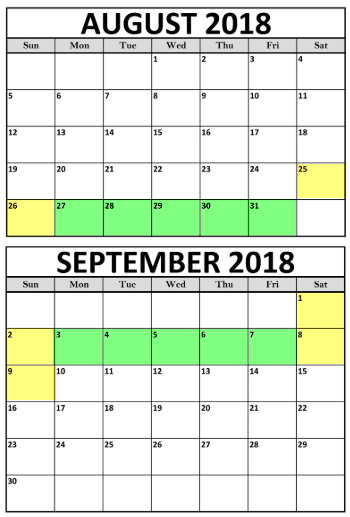 AUGUST 2018
Sun Mon Tue Wed Thu Fri Sat
1 2 3 4
5 6 7 8 9 10 11
12 13 14 15 16 17 18
19 20 21 22 23 24 25
26 27 28 29 30 31
SEPTEMBER 2018
Sun Mon Tue Wed Thu Fri Sat
1
2 3 4 5 6 7 8
9 10 11 12 13 14 15
16 17 18 19 20 21 22
23 24 25 26 27 28 29
30